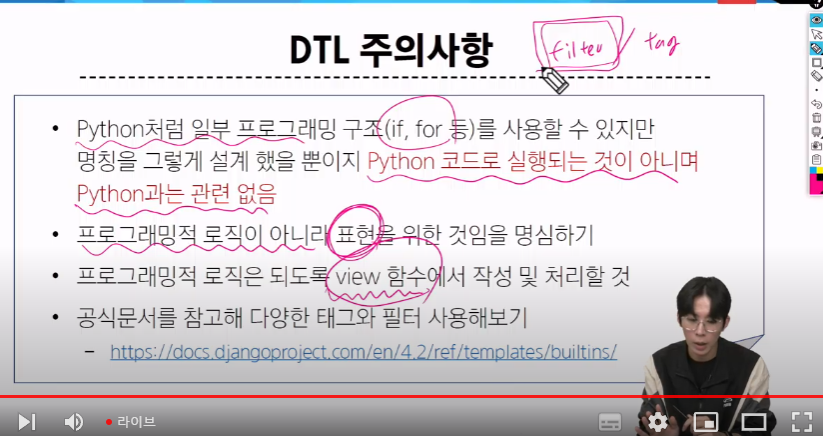 DTL 주의사항
filter / tag
• Python처럼 일부 프로그래밍 구조(if, for 등)를 사용할 수 있지만
명칭을 그렇게 설계 했을 뿐이지 Python 코드로 실행되는 것이 아니며
Python과는 관련 없음
• 프로그래밍적 로직이 아니라 표현을 위한 것임을 명심하기
• 프로그래밍적 로직은 되도록 view 함수에서 작성 및 처리할 것
• 공식문서를 참고해 다양한 태그와 필터 사용해보기
– https://docs.djangoproject.com/en/4.2/ref/templates/builtins/
라이브